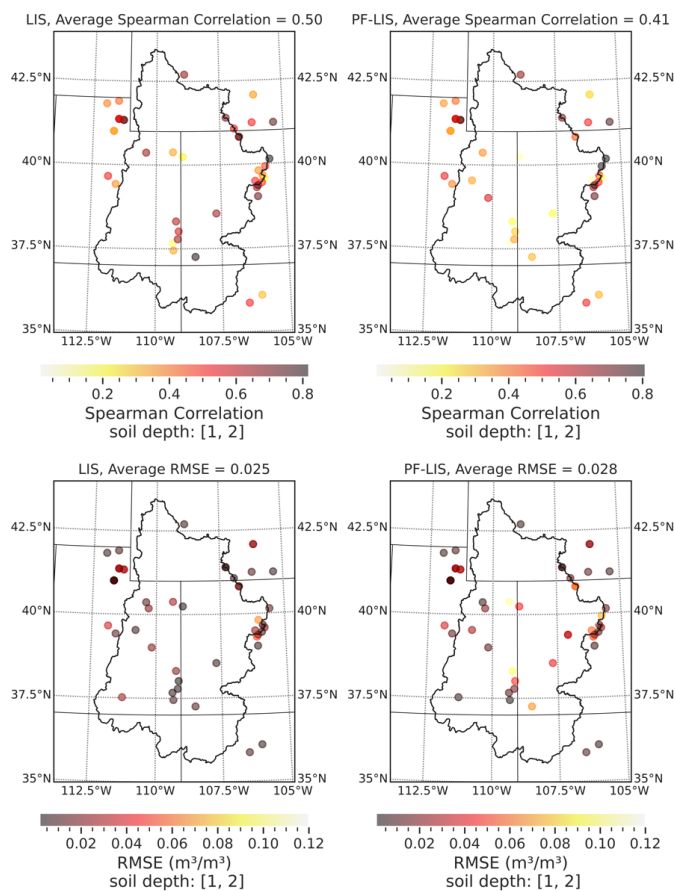 LIS, Average Spearman Correlation = 0.50
PF-LIS, Average Spearman Correlation = 0.41
42.5°N
42.5°N
42.5°N
42.5°N
40°N
40°N
40°N
40°N
37.5°N
37.5°N
37.5°N
37.5°N
35°N
35°N
35°N
35°N
112.5°W
110°W
107.5°W
105°W
112.5°W
110°W
107.5°W
105°W
0.2
0.4
0.6
0.8
0.2
0.4
0.6
0.8
Spearman Correlation
soil depth: [1, 2]
Spearman Correlation
soil depth: [1, 2]
LIS, Average RMSE = 0.025
PF-LIS, Average RMSE = 0.028
42.5°N
42.5°N
42.5°N
42.5°N
40°N
40°N
40°N
40°N
37.5°N
37.5°N
37.5°N
37.5°N
35°N
35°N
35°N
35°N
112.5°W
110°W
107.5°W
105°W
112.5°W
110°W
107.5°W
105°W
0.02
0.04
0.06
0.08
0.10
0.12
0.02
0.04
0.06
0.08
0.10
0.12
RMSE (m³/m³)
soil depth: [1, 2]
RMSE (m³/m³)
soil depth: [1, 2]